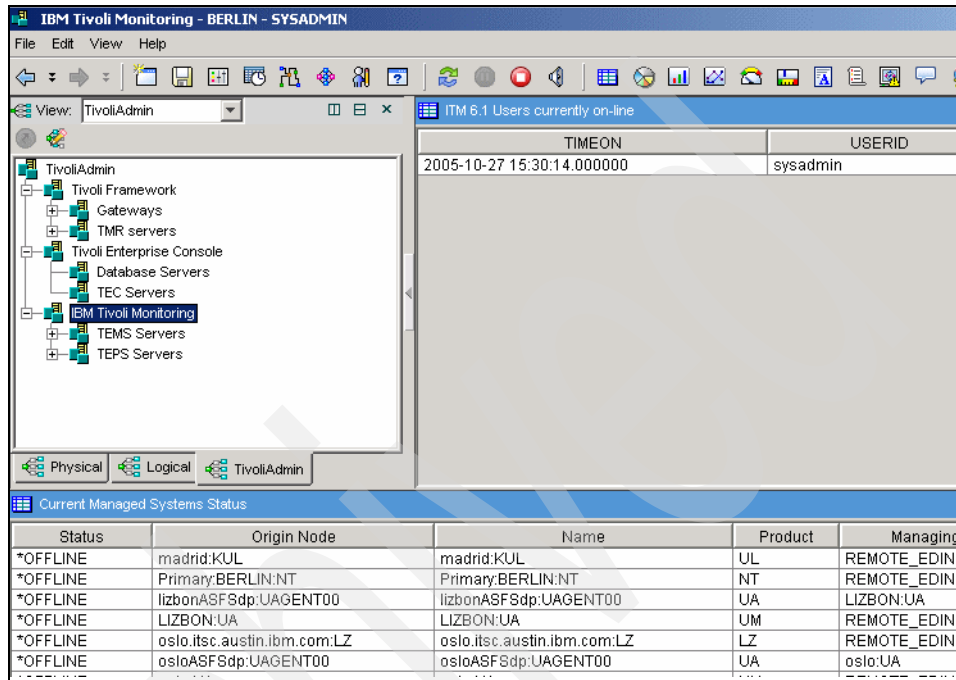 IBM Tivoli Monitoring - BERLIN - SYSADMIN
File Edit View Help
View: TivoliAdmin
ITM 6.1 Users currently on-line
TIMEON USERID
2005-10-27 15:30:14.000000 sysadmin
TivoliAdmin
Tivoli Framework
Gateways
TMR servers
Tivoli Enterprise Console
Database Servers
TEC Servers
IBM Tivoli Monitoring
TEMS Servers
TEPS Servers
Physical Logical TivoliAdmin
Current Managed Systems Status
Status Origin Node Name Product Managing
*OFFLINE madrid:KUL madrid:KUL UL REMOTE_EDIN
*OFFLINE Primary:BERLIN:NT Primary:BERLIN:NT NT REMOTE_EDIN
*OFFLINE lizbonASFSdp:UAGENT00 lizbonASFSdp:UAGENT00 UA LIZBON:UA
*OFFLINE LIZBON:UA LIZBON:UA UM REMOTE_EDIN
*OFFLINE oslo.itsc.austin.ibm.com:LZ oslo.itsc.austin.ibm.com:LZ LZ REMOTE_EDIN
*OFFLINE osloASFSdp:UAGENT00 osloASFSdp:UAGENT00 UA oslo:UA